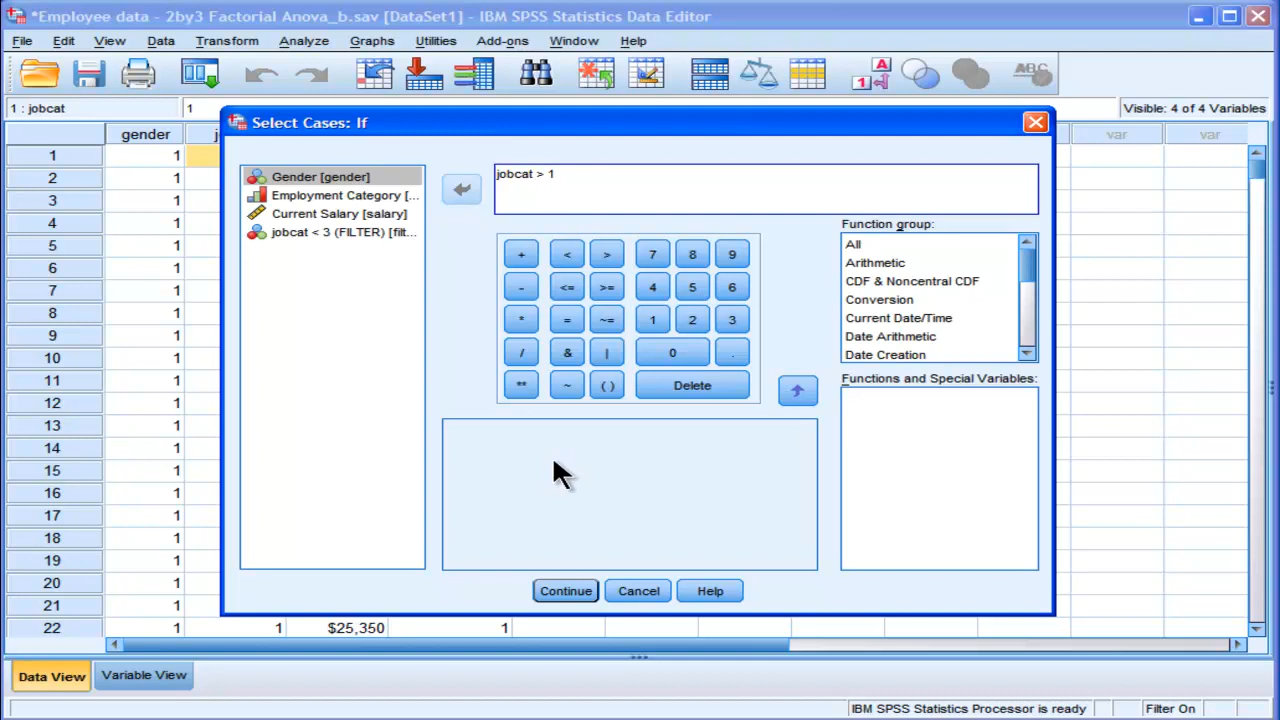 *Employee data - 2by3 Factorial Anova_b.sav [DataSet1] - IBM SPSS Statistics Data Editor
File Edit View Data Transform Analyze Graphs Utilities Add-ons Window Help
A 1 ABC
1 : jobcat 1 Visible: 4 of 4 Variables
Select Cases: If
gender j var var
1 1
2 1
3 1
4 1
5 1
6 1
7 1
8 1
9 1
10 1
11 1
12 1
13 1
14 1
15 1
16 1
17 1
18 1
19 1
20 1
21 1
22 1 1 $25,350 1
Gender [gender]
Employment Category [...
Current Salary [salary]
jobcat < 3 (FILTER) [filt...
jobcat > 1
+ < > 7 8 9
- <= >= 4 5 6
* = ~= 1 2 3
/ & | 0 .
** ~ ( ) Delete
Function group:
All
Arithmetic
CDF & Noncentral CDF
Conversion
Current Date/Time
Date Arithmetic
Date Creation
Functions and Special Variables:
Continue Cancel Help
Data View Variable View
IBM SPSS Statistics Processor is ready Filter On